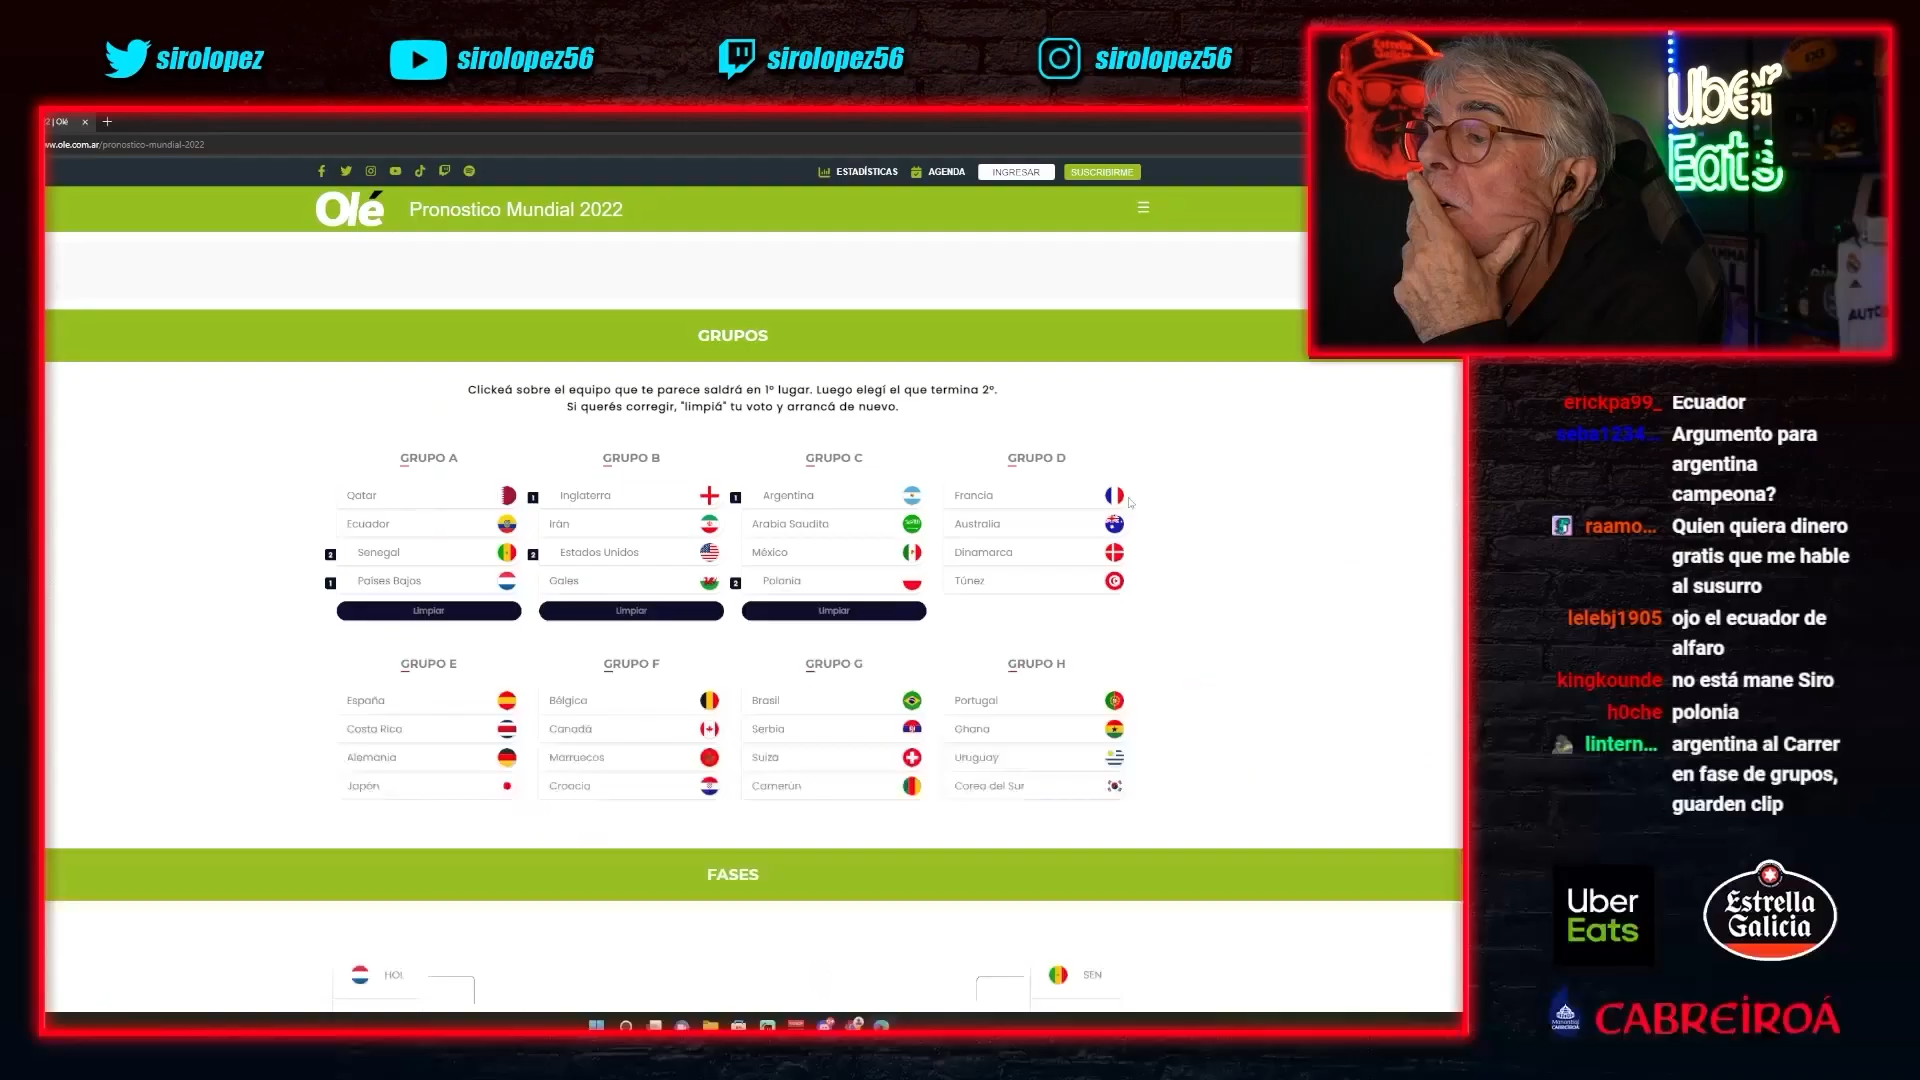 sirolopez
sirolopez56
sirolopez56
sirolopez56
2 | Olé
ww.ole.com.ar/pronostico-mundial-2022
ESTADÍSTICAS
AGENDA
INGRESAR
SUSCRIBIRME
Olé
Pronostico Mundial 2022
GRUPOS
Clickeá sobre el equipo que te parece saldrá en 1º lugar. Luego elegí el que termina 2º.
Si querés corregir, "limpiá" tu voto y arrancá de nuevo.
GRUPO A
Qatar
Ecuador
2 Senegal
1 Países Bajos
Limpiar
GRUPO B
1 Inglaterra
Irán
2 Estados Unidos
Gales
Limpiar
GRUPO C
1 Argentina
Arabia Saudita
México
2 Polonia
Limpiar
GRUPO D
Francia
Australia
Dinamarca
Túnez
GRUPO E
España
Costa Rica
Alemania
Japón
GRUPO F
Bélgica
Canadá
Marruecos
Croacia
GRUPO G
Brasil
Serbia
Suiza
Camerún
GRUPO H
Portugal
Ghana
Uruguay
Corea del Sur
FASES
HOL
SEN
Uber
Eats
erickpa99_ Ecuador
seba1234... Argumento para
argentina
campeona?
raamo... Quien quiera dinero
gratis que me hable
al susurro
lelebj1905 ojo el ecuador de
alfaro
kingkounde no está mane Siro
h0che polonia
lintern... argentina al Carrer
en fase de grupos,
guarden clip
Uber
Eats
Estrella
Galicia
CABREIROÁ